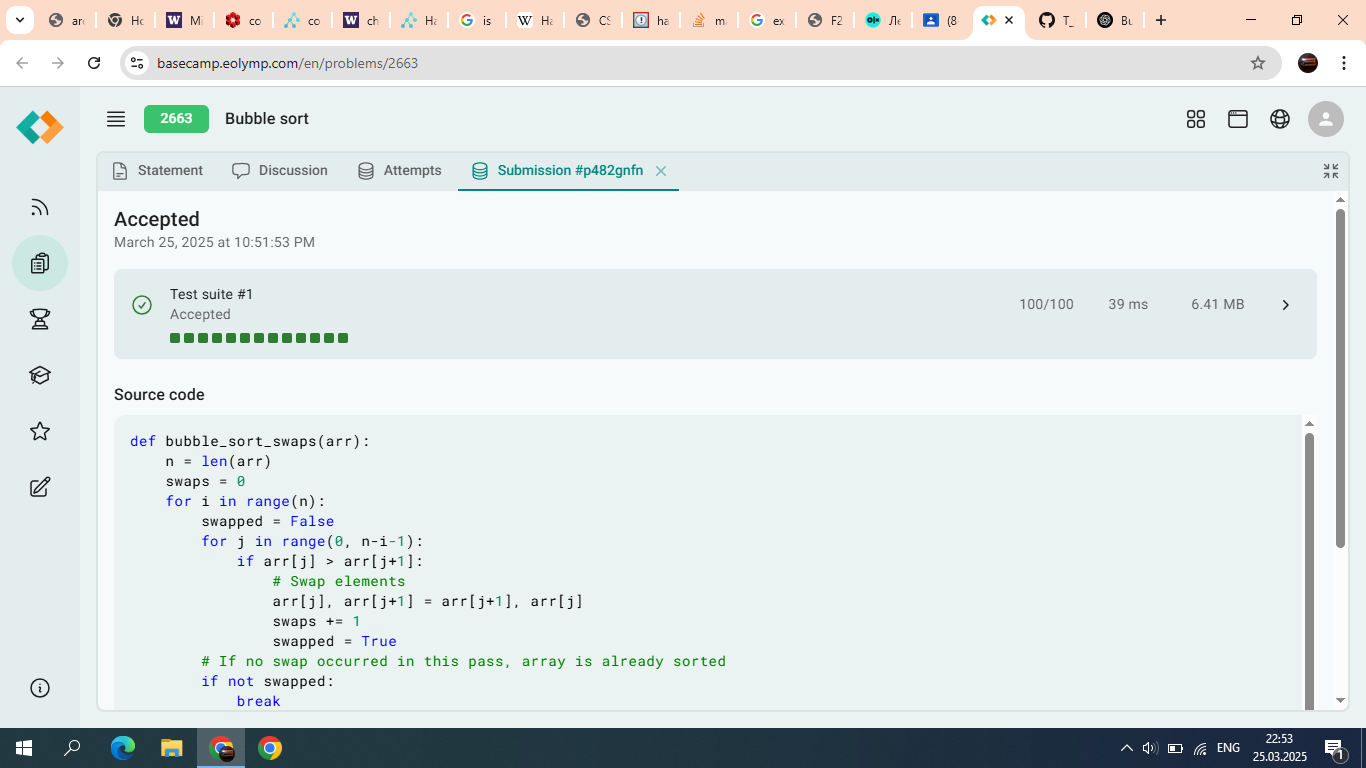 ar
Ho
Mi
co
co
ch
Ha
is
Ha
CS
ha
m
ex
F2
Ле
(8
T_
Bu
basecamp.eolymp.com/en/problems/2663
2663
Bubble sort
Statement
Discussion
Attempts
Submission #p482gnfn
Accepted
March 25, 2025 at 10:51:53 PM
Test suite #1
Accepted
100/100
39 ms
6.41 MB
Source code
def bubble_sort_swaps(arr):
n = len(arr)
swaps = 0
for i in range(n):
swapped = False
for j in range(0, n-i-1):
if arr[j] > arr[j+1]:
# Swap elements
arr[j], arr[j+1] = arr[j+1], arr[j]
swaps += 1
swapped = True
# If no swap occurred in this pass, array is already sorted
if not swapped:
break
ENG
22:53
25.03.2025
1